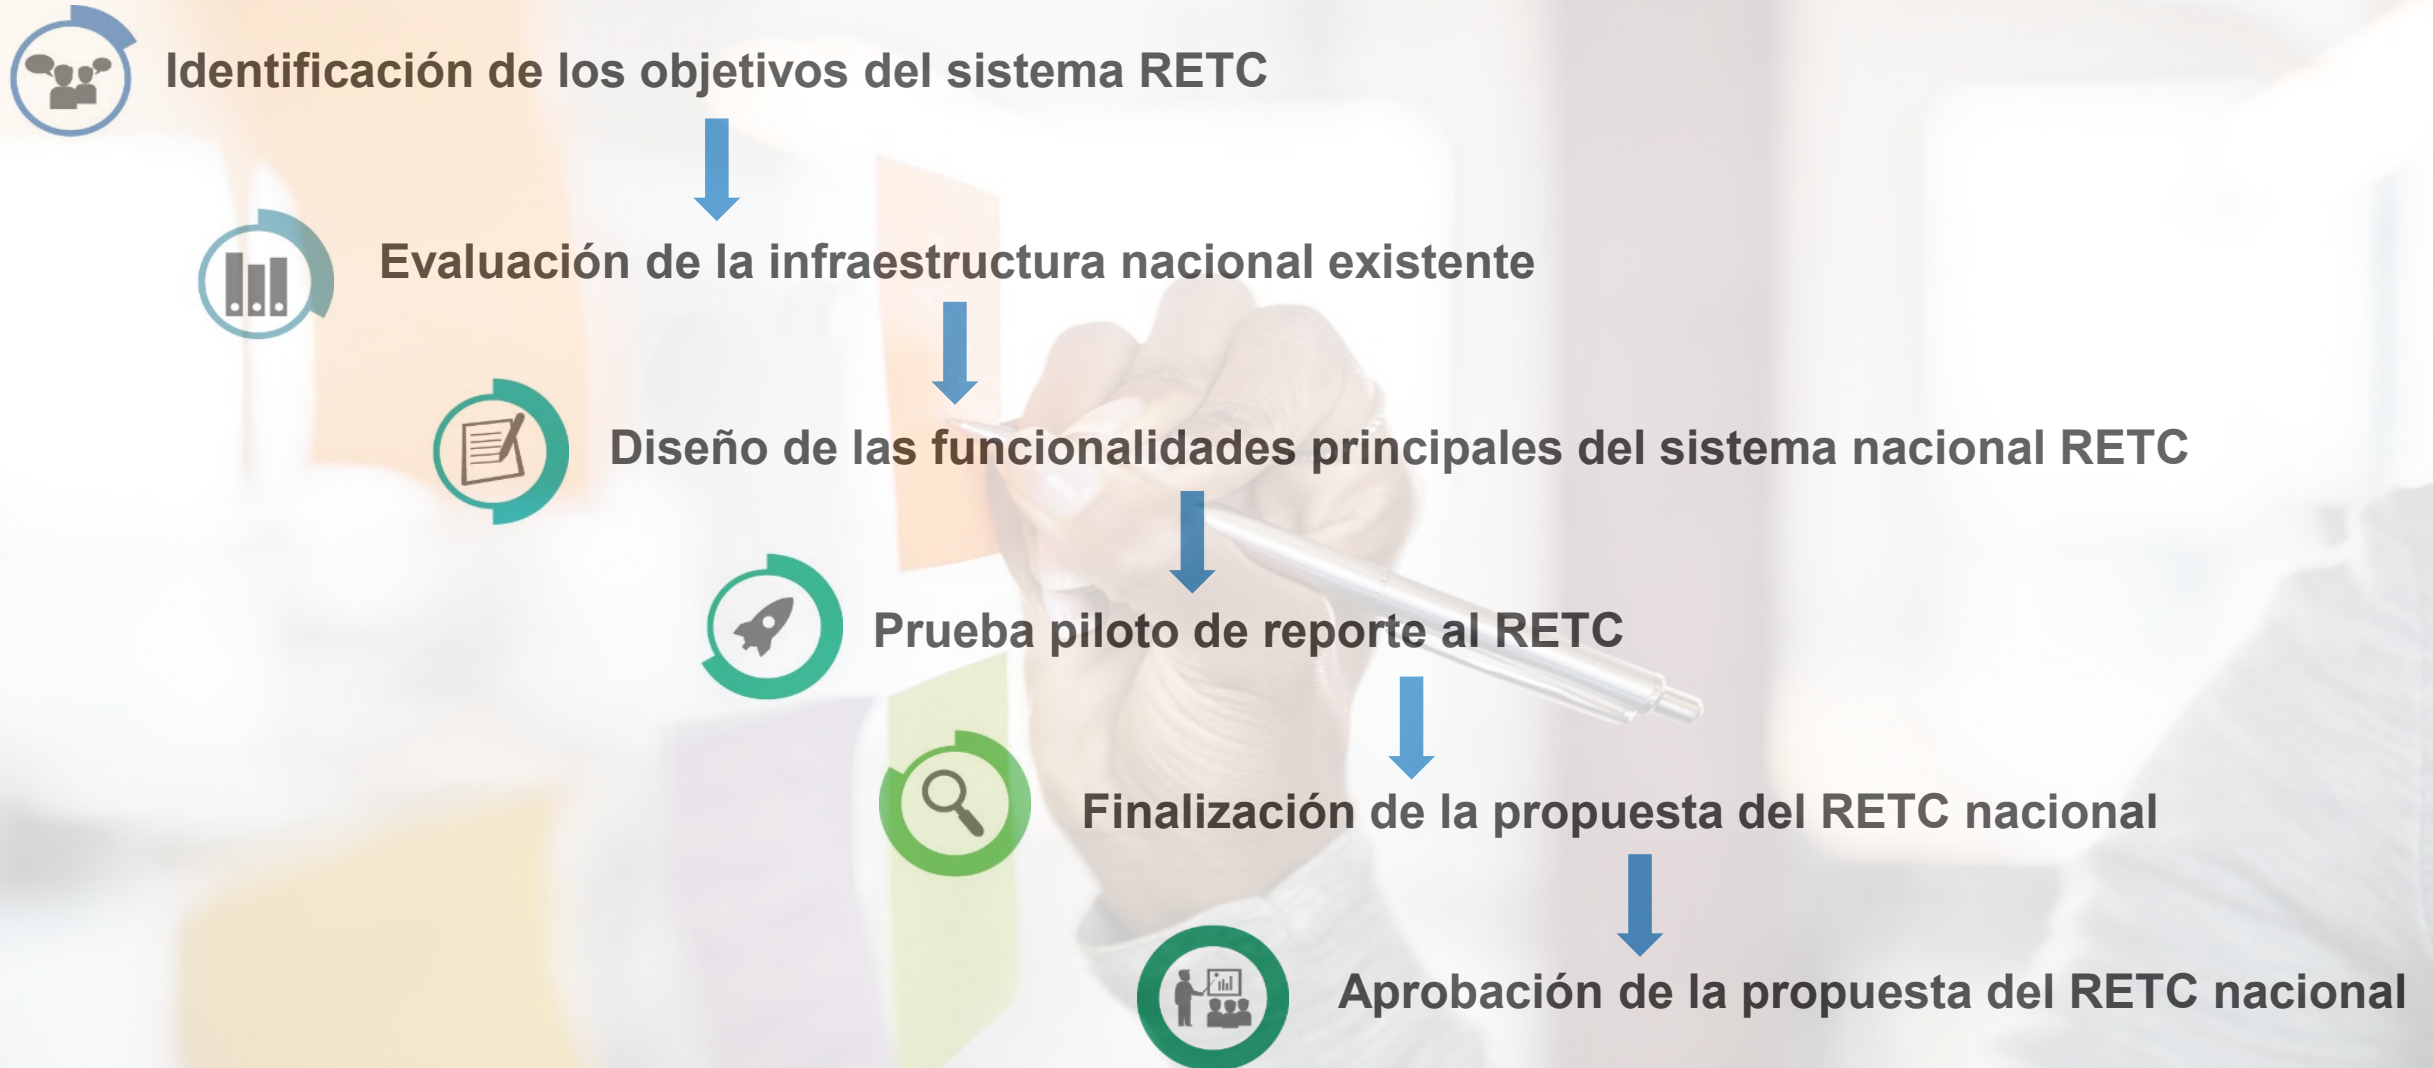 Identificación de los objetivos del sistema RETC
Evaluación de la infraestructura nacional existente
Diseño de las funcionalidades principales del sistema nacional RETC
Prueba piloto de reporte al RETC
Finalización de la propuesta del RETC nacional
Aprobación de la propuesta del RETC nacional